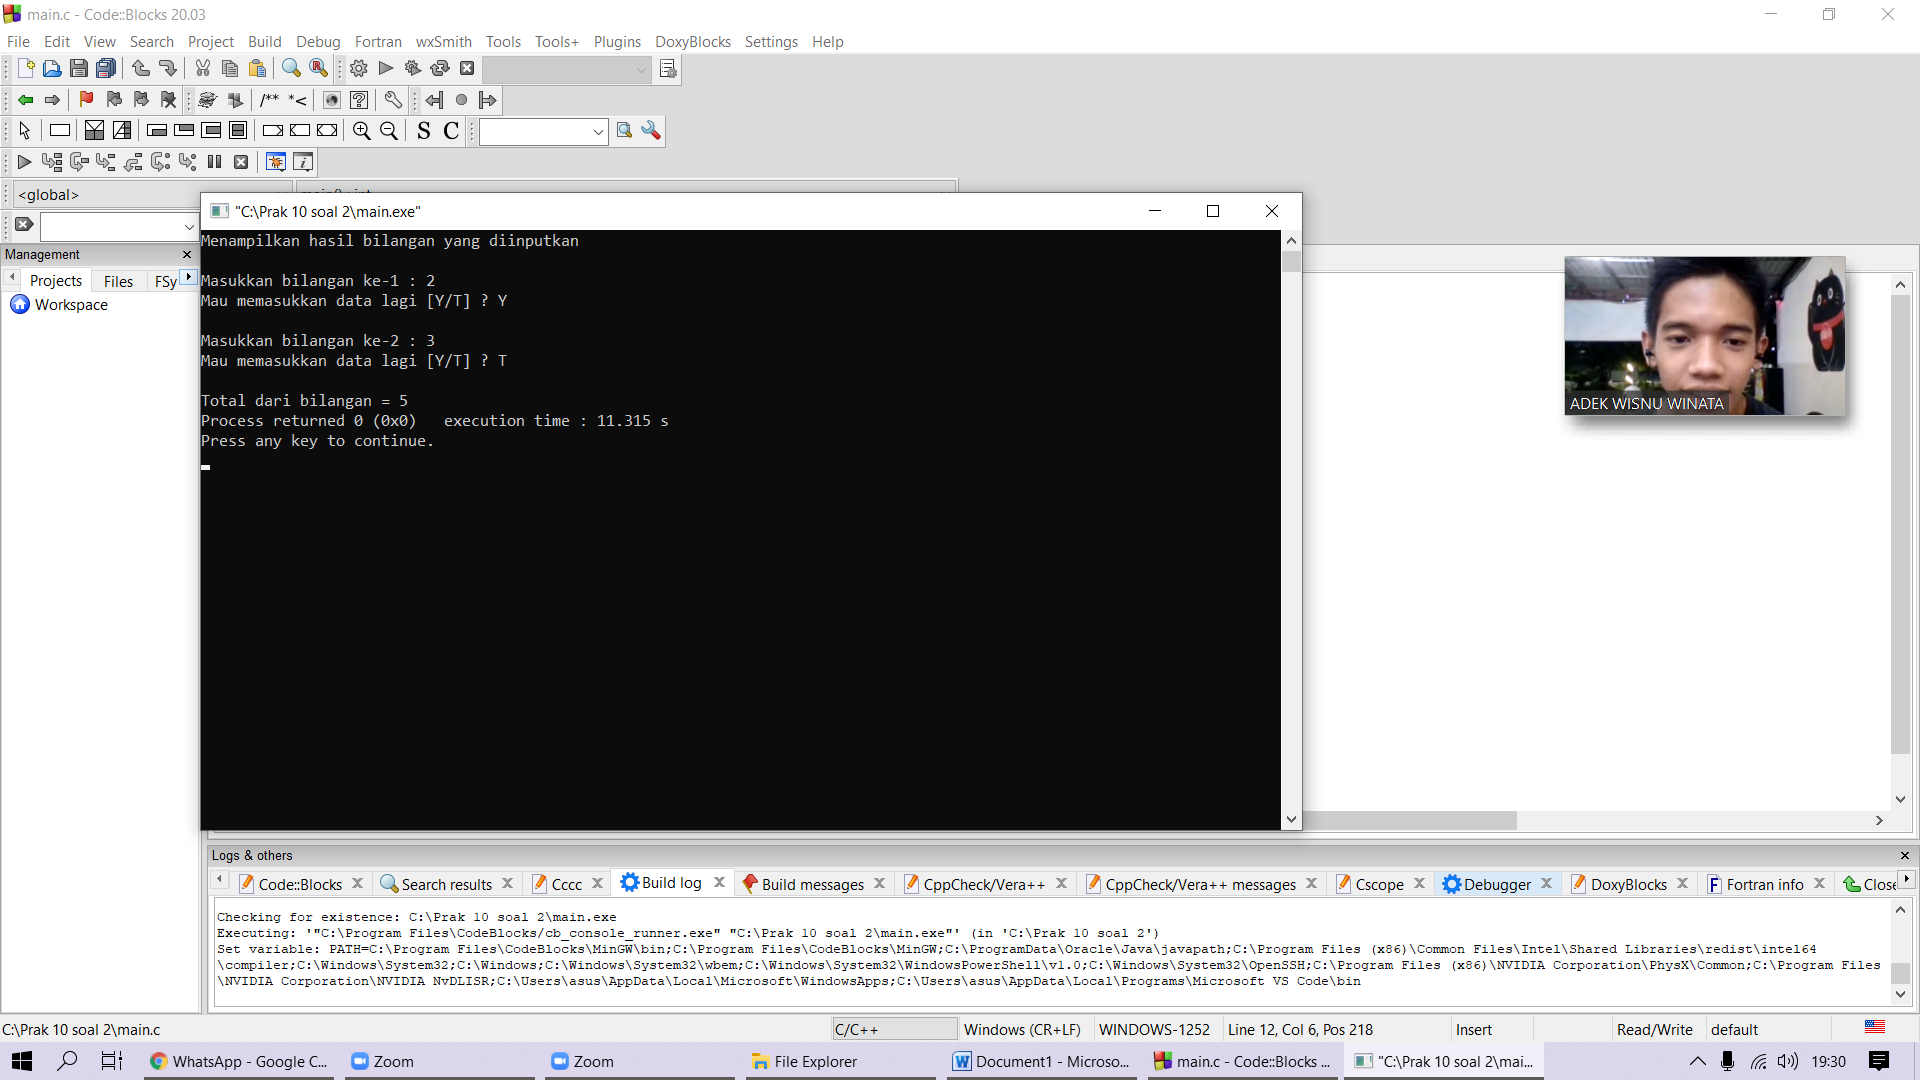 main.c - Code::Blocks 20.03
File Edit View Search Project Build Debug Fortran wxSmith Tools Tools+ Plugins DoxyBlocks Settings Help
/** *<
S C
<global>
"C:\Prak 10 soal 2\main.exe"
Menampilkan hasil bilangan yang diinputkan
Masukkan bilangan ke-1 : 2
Mau memasukkan data lagi [Y/T] ? Y
Masukkan bilangan ke-2 : 3
Mau memasukkan data lagi [Y/T] ? T
Total dari bilangan = 5
Process returned 0 (0x0)   execution time : 11.315 s
Press any key to continue.
Management
Projects Files FSy
Workspace
ADEK WISNU WINATA
Logs & others
Code::Blocks Search results Cccc Build log Build messages CppCheck/Vera++ CppCheck/Vera++ messages Cscope Debugger DoxyBlocks Fortran info Close
Checking for existence: C:\Prak 10 soal 2\main.exe
Executing: '"C:\Program Files\CodeBlocks/cb_console_runner.exe" "C:\Prak 10 soal 2\main.exe"' (in 'C:\Prak 10 soal 2')
Set variable: PATH=C:\Program Files\CodeBlocks\MinGW\bin;C:\Program Files\CodeBlocks\MinGW;C:\ProgramData\Oracle\Java\javapath;C:\Program Files (x86)\Common Files\Intel\Shared Libraries\redist\intel64
\compiler;C:\Windows\System32;C:\Windows;C:\Windows\System32\wbem;C:\Windows\System32\WindowsPowerShell\v1.0;C:\Windows\System32\OpenSSH;C:\Program Files (x86)\NVIDIA Corporation\PhysX\Common;C:\Program Files
\NVIDIA Corporation\NVIDIA NvDLISR;C:\Users\asus\AppData\Local\Microsoft\WindowsApps;C:\Users\asus\AppData\Local\Programs\Microsoft VS Code\bin
C:\Prak 10 soal 2\main.c C/C++ Windows (CR+LF) WINDOWS-1252 Line 12, Col 6, Pos 218 Insert Read/Write default
WhatsApp - Google C... Zoom Zoom File Explorer Document1 - Microso... main.c - Code::Blocks ... "C:\Prak 10 soal 2\mai... 19:30